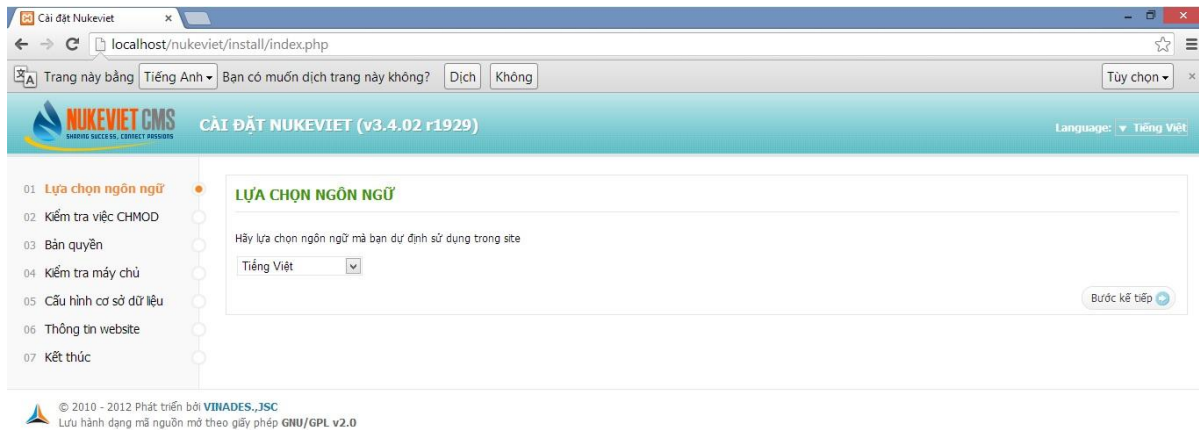 Cài đặt Nukeviet
localhost/nukeviet/install/index.php
Trang này bằng Tiếng Anh Bạn có muốn dịch trang này không? Dịch Không Tùy chọn
NUKEVIET CMS
SHARING SUCCESS, CONNECT PASSIONS
CÀI ĐẶT NUKEVIET (v3.4.02 r1929)
Language: Tiếng Việt
01 Lựa chọn ngôn ngữ
02 Kiểm tra việc CHMOD
03 Bản quyền
04 Kiểm tra máy chủ
05 Cấu hình cơ sở dữ liệu
06 Thông tin website
07 Kết thúc
LỰA CHỌN NGÔN NGỮ
Hãy lựa chọn ngôn ngữ mà bạn dự định sử dụng trong site
Tiếng Việt
Bước kế tiếp
© 2010 - 2012 Phát triển bởi VINADES.,JSC
Lưu hành dạng mã nguồn mở theo giấy phép GNU/GPL v2.0